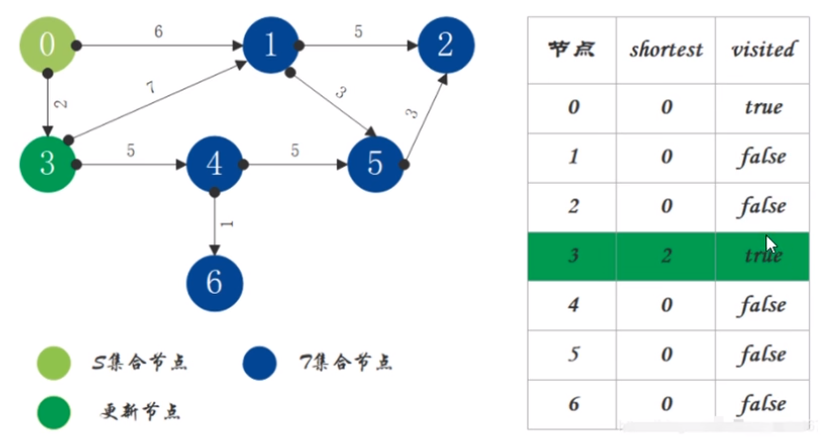 0 6 1 5 2
2 7 3 3
3 5 4 5 5
1
6
S集合节点 7集合节点
更新节点
节点 shortest visited
0 0 true
1 0 false
2 0 false
3 2 true
4 0 false
5 0 false
6 0 false